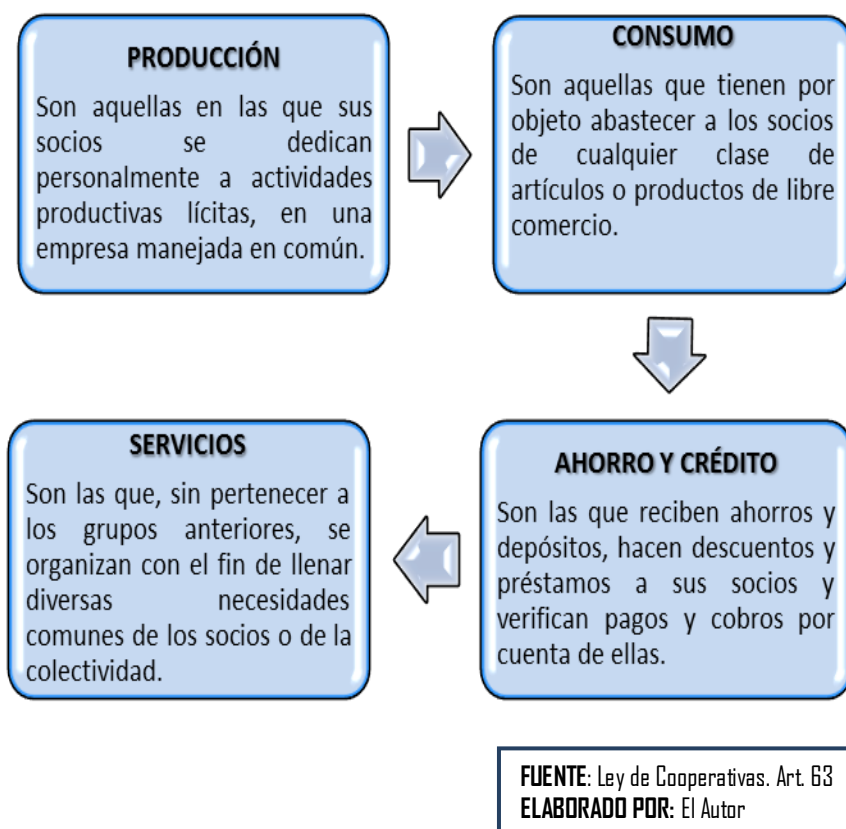 PRODUCCIÓN
Son aquellas en las que sus
socios se dedican
personalmente a actividades
productivas lícitas, en una
empresa manejada en común.
CONSUMO
Son aquellas que tienen por
objeto abastecer a los socios
de cualquier clase de
artículos o productos de libre
comercio.
AHORRO Y CRÉDITO
Son las que reciben ahorros y
depósitos, hacen descuentos y
préstamos a sus socios y
verifican pagos y cobros por
cuenta de ellas.
SERVICIOS
Son las que, sin pertenecer a
los grupos anteriores, se
organizan con el fin de llenar
diversas necesidades
comunes de los socios o de la
colectividad.
FUENTE: Ley de Cooperativas. Art. 63
ELABORADO POR: El Autor